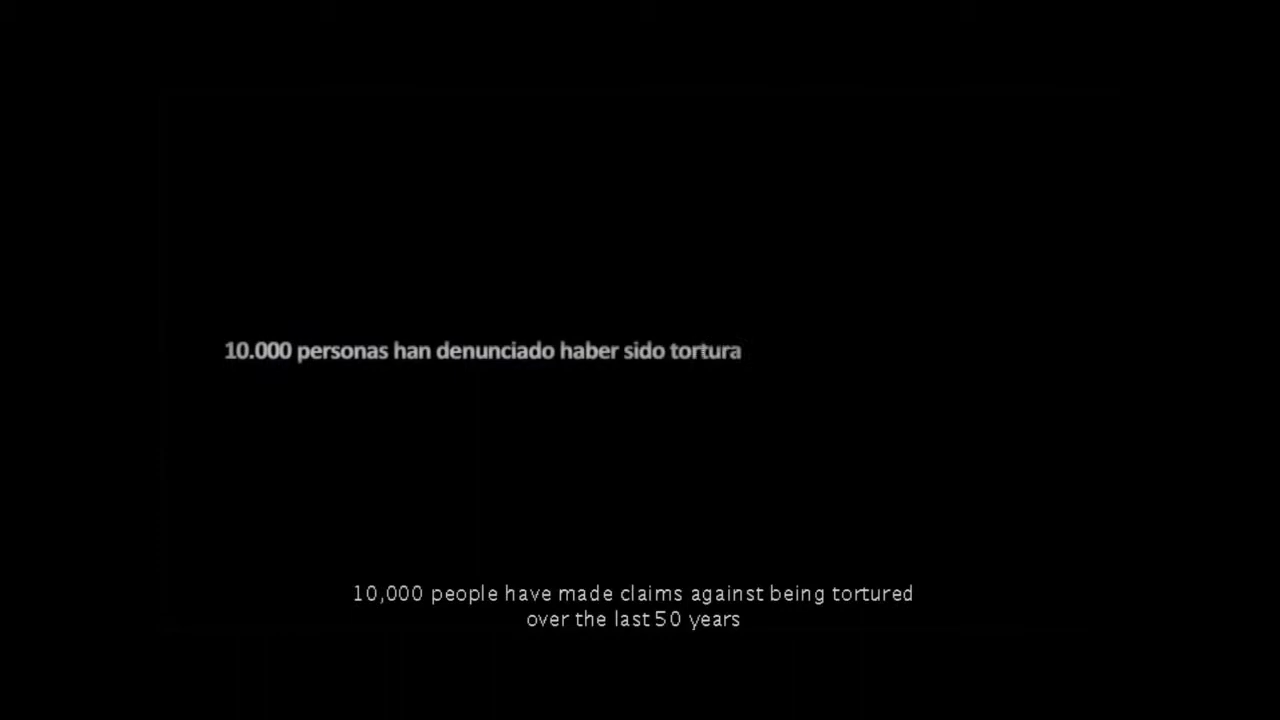 10.000 personas han denunciado haber sido tortura
10,000 people have made claims against being tortured
over the last 50 years